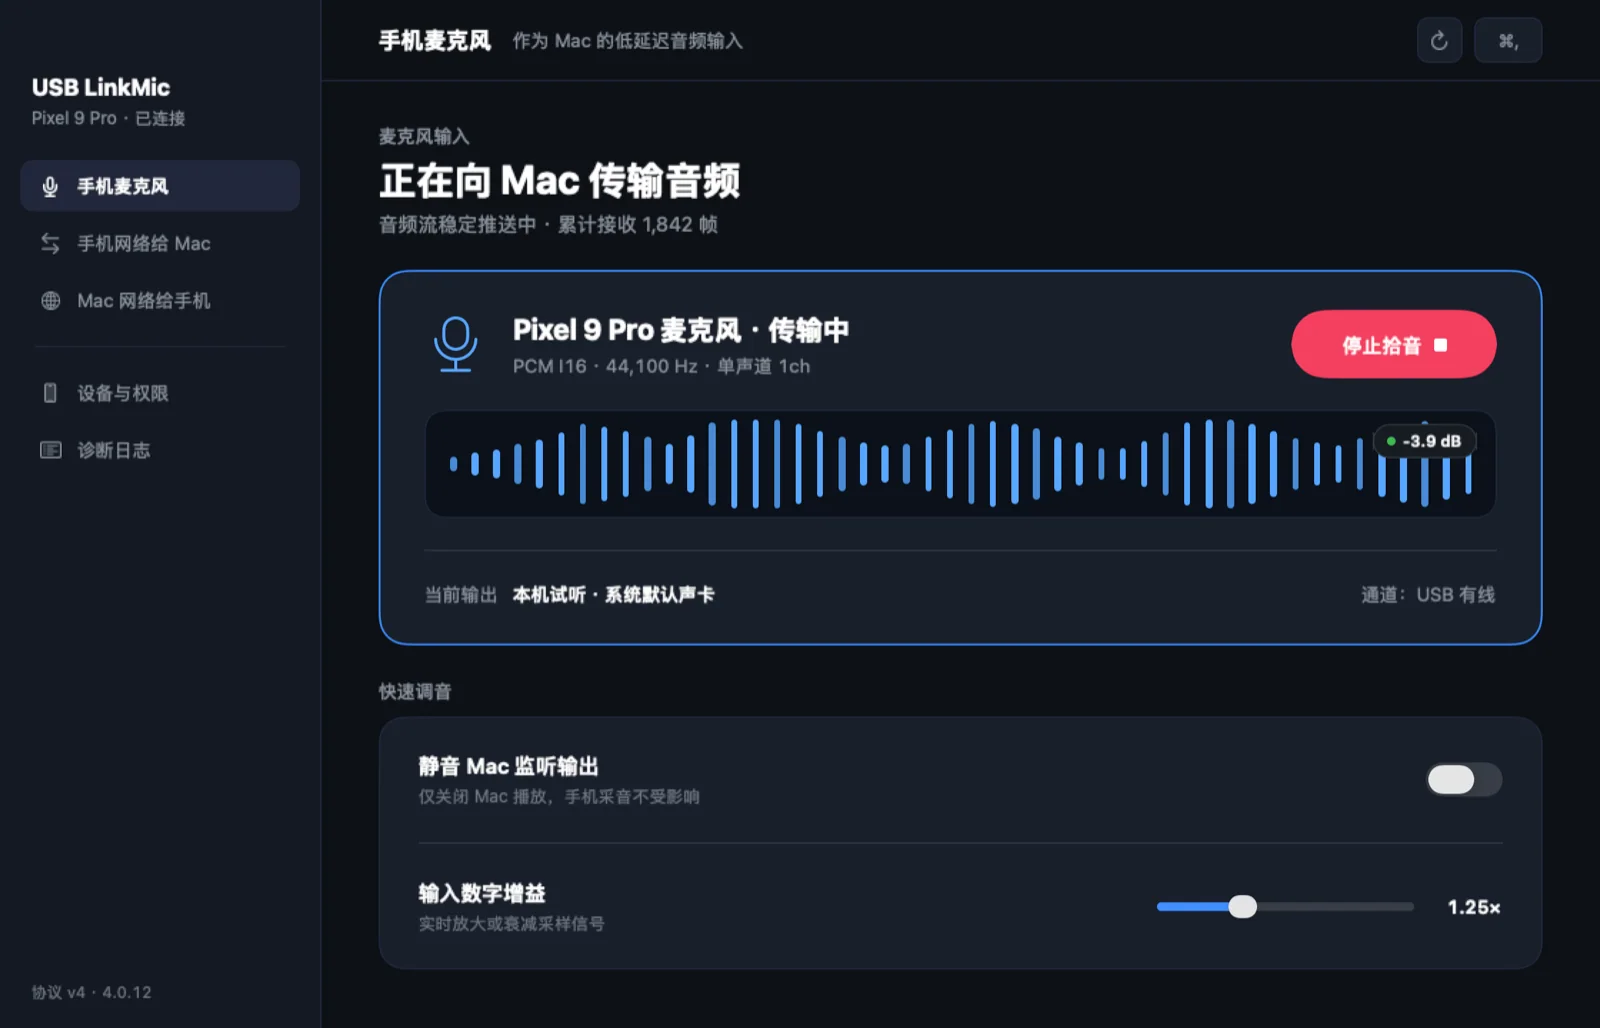 USB LinkMic
Pixel 9 Pro · 已连接
手机麦克风
手机网络给 Mac
Mac 网络给手机
设备与权限
诊断日志
协议 v4 · 4.0.12
手机麦克风 作为 Mac 的低延迟音频输入
⌘,
麦克风输入
正在向 Mac 传输音频
音频流稳定推送中 · 累计接收 1,842 帧
Pixel 9 Pro 麦克风 · 传输中
PCM I16 · 44,100 Hz · 单声道 1ch
停止拾音
-3.9 dB
当前输出 本机试听 · 系统默认声卡
通道：USB 有线
快速调音
静音 Mac 监听输出
仅关闭 Mac 播放，手机采音不受影响
输入数字增益
实时放大或衰减采样信号
1.25×